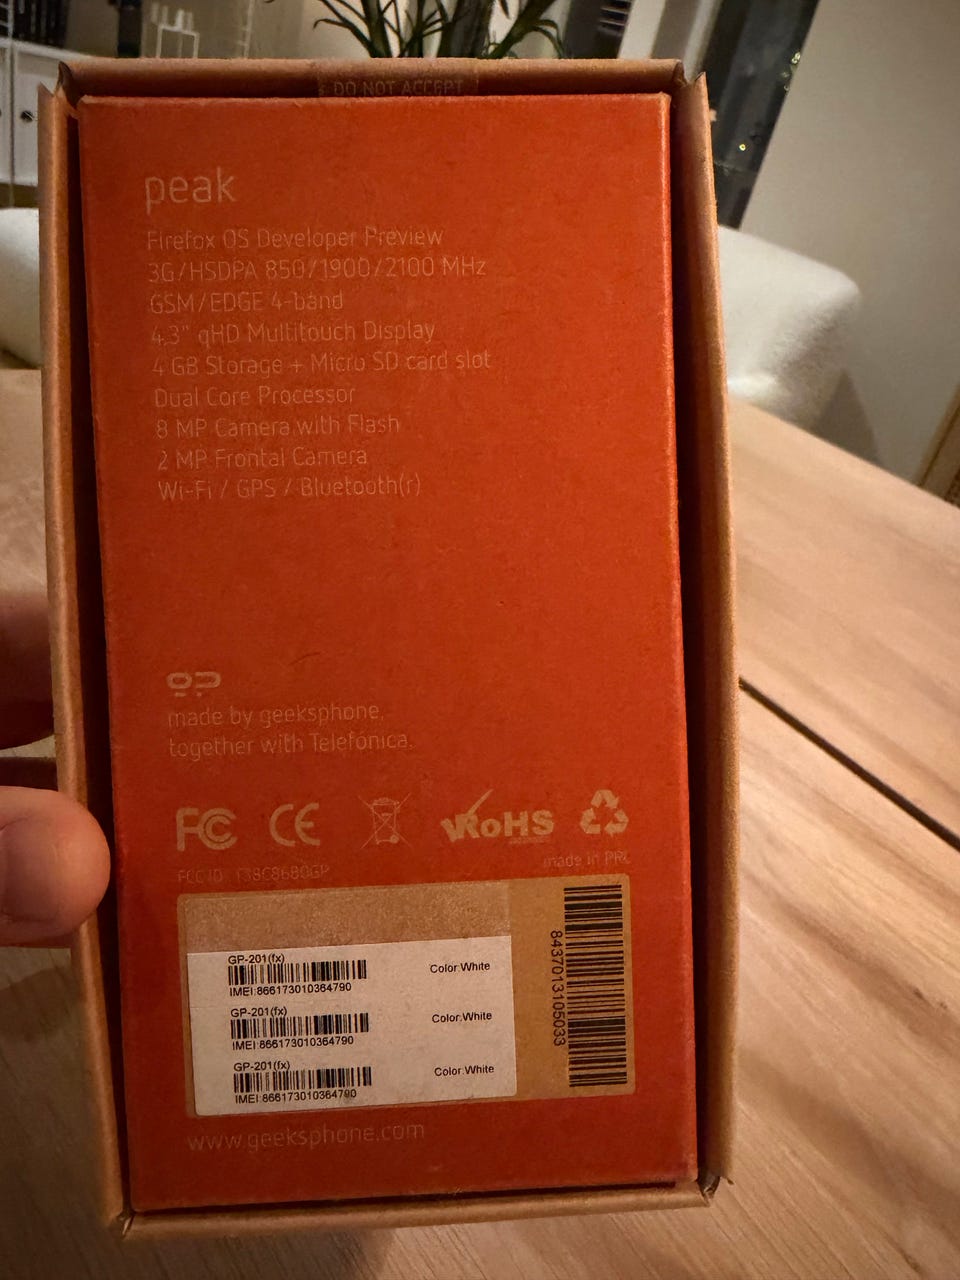 DO NOT ACCEPT
peak
Firefox OS Developer Preview
3G/HSDPA 850/1900/2100 MHz
GSM/EDGE 4-band
4.3" qHD Multitouch Display
4 GB Storage + Micro SD card slot
Dual Core Processor
8 MP Camera with Flash
2 MP Frontal Camera
Wi-Fi / GPS / Bluetooth(r)
made by geeksphone,
together with Telefónica.
FC CE RoHS
FCC ID: T38C8680GP
made in PRC
GP-201(fx)
Color:White
IMEI:866173010364790
GP-201(fx)
Color:White
IMEI:866173010364790
GP-201(fx)
Color:White
IMEI:866173010364790
8437013105033
www.geeksphone.com